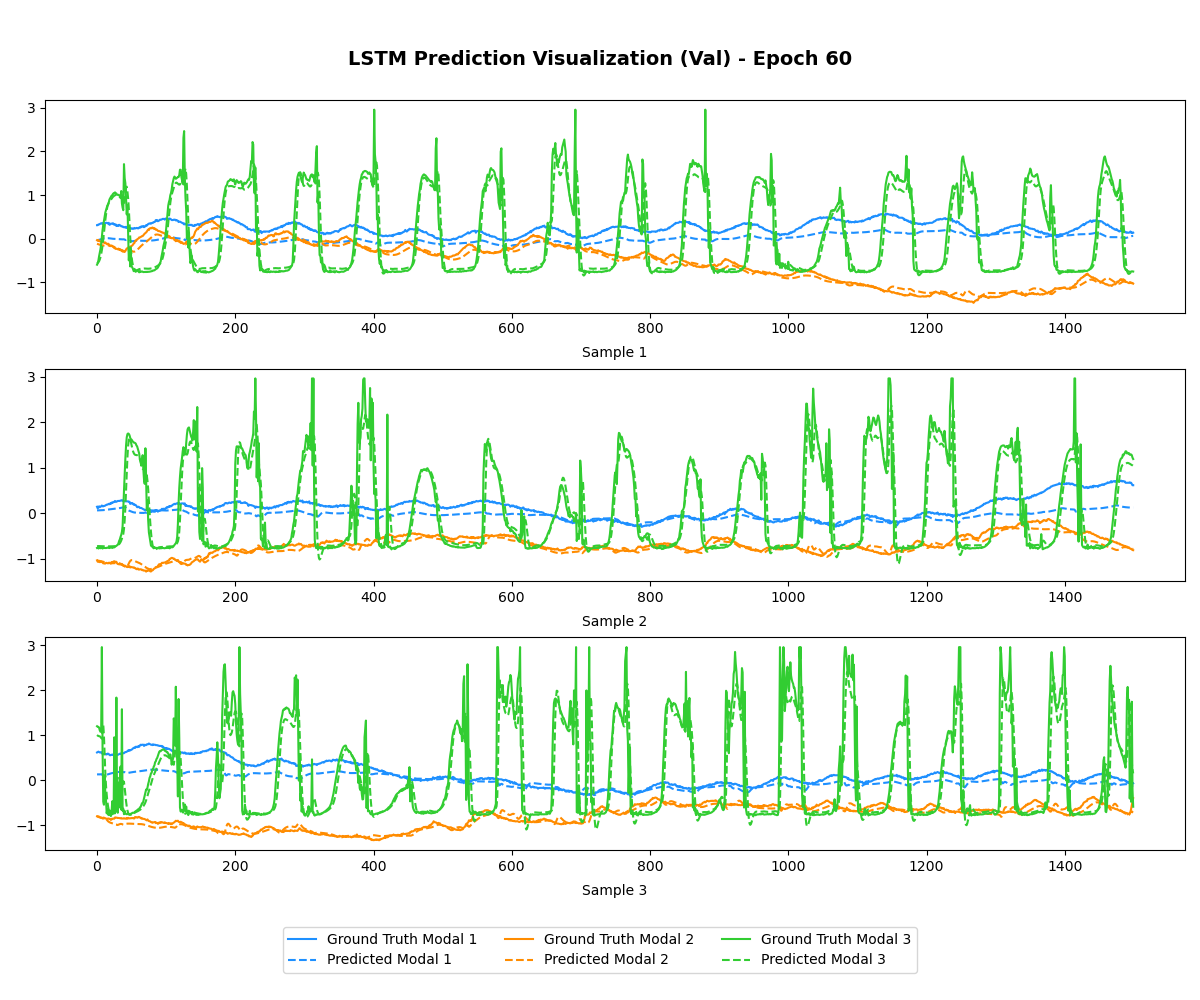 LSTM Prediction Visualization (Val) - Epoch 60
3
2
1
0
−1
0 200 400 600 800 1000 1200 1400
Sample 1
3
2
1
0
−1
0 200 400 600 800 1000 1200 1400
Sample 2
3
2
1
0
−1
0 200 400 600 800 1000 1200 1400
Sample 3
Ground Truth Modal 1 Ground Truth Modal 2 Ground Truth Modal 3
Predicted Modal 1 Predicted Modal 2 Predicted Modal 3